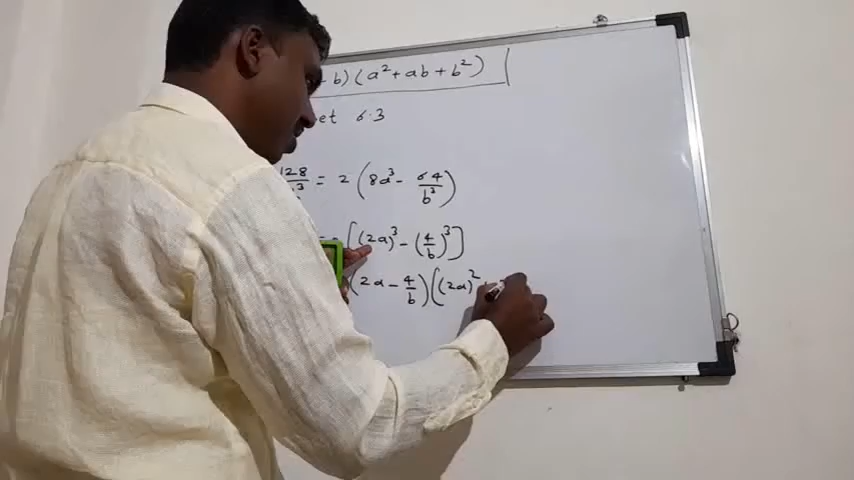 b) (a² + ab + b²)
et 6.3
128 = 2 (8a³ - 64/b³)
= [(2a)³ - (4/b)³]
(2a - 4/b) ((2a)²